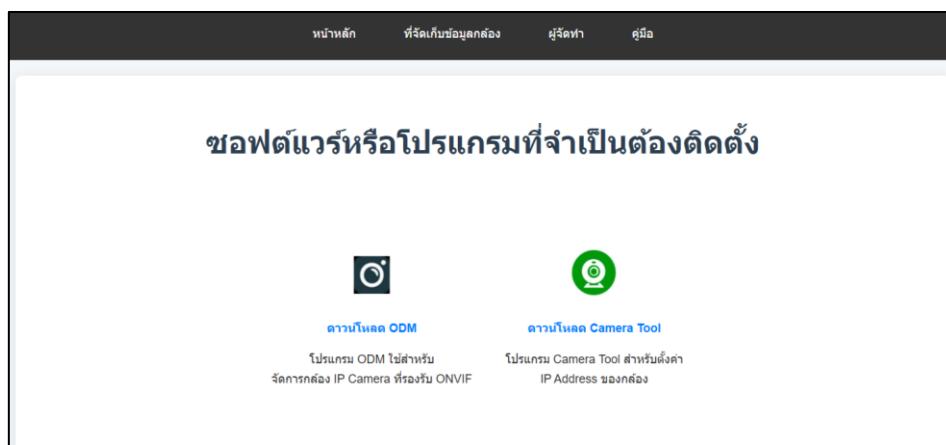 หน้าหลัก ที่จัดเก็บข้อมูลกล้อง ผู้จัดทำ คู่มือ
ซอฟต์แวร์หรือโปรแกรมที่จำเป็นต้องติดตั้ง
ดาวน์โหลด ODM
โปรแกรม ODM ใช้สำหรับ
จัดการกล้อง IP Camera ที่รองรับ ONVIF
ดาวน์โหลด Camera Tool
โปรแกรม Camera Tool สำหรับตั้งค่า
IP Address ของกล้อง